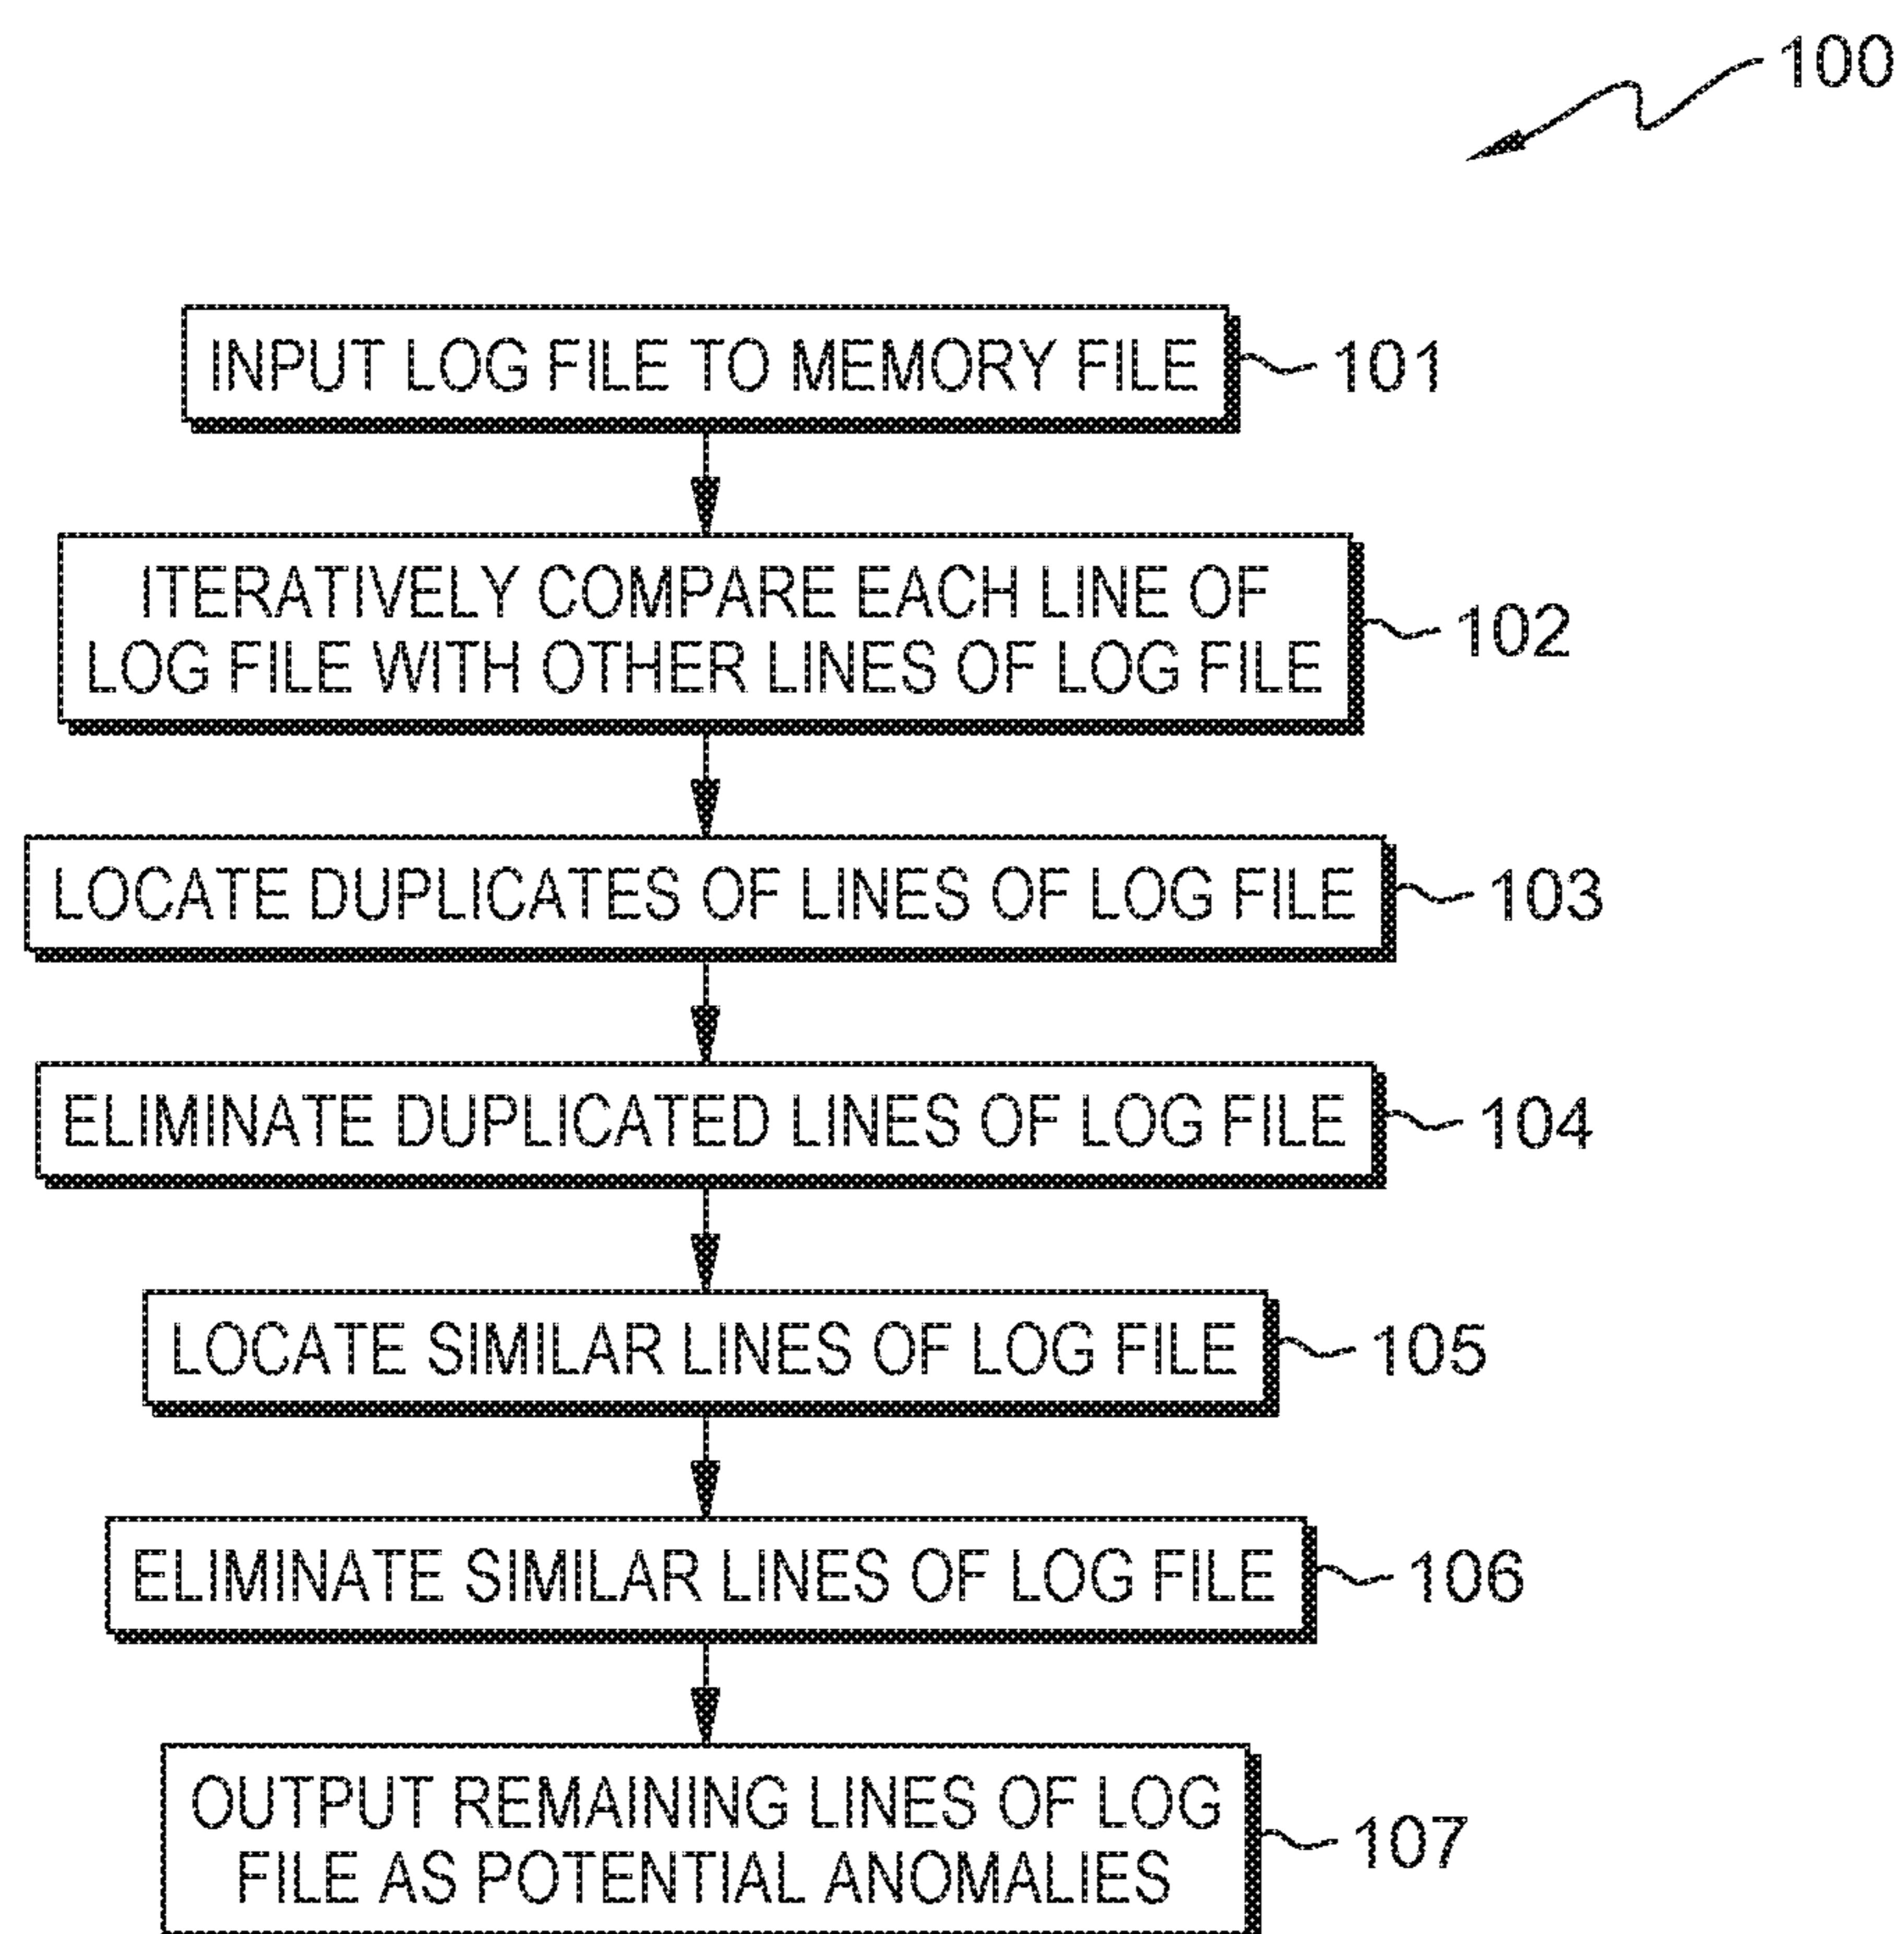 100
INPUT LOG FILE TO MEMORY FILE
101
ITERATIVELY COMPARE EACH LINE OF
LOG FILE WITH OTHER LINES OF LOG FILE
102
LOCATE DUPLICATES OF LINES OF LOG FILE
103
ELIMINATE DUPLICATED LINES OF LOG FILE
104
LOCATE SIMILAR LINES OF LOG FILE
105
ELIMINATE SIMILAR LINES OF LOG FILE
106
OUTPUT REMAINING LINES OF LOG
FILE AS POTENTIAL ANOMALIES
107